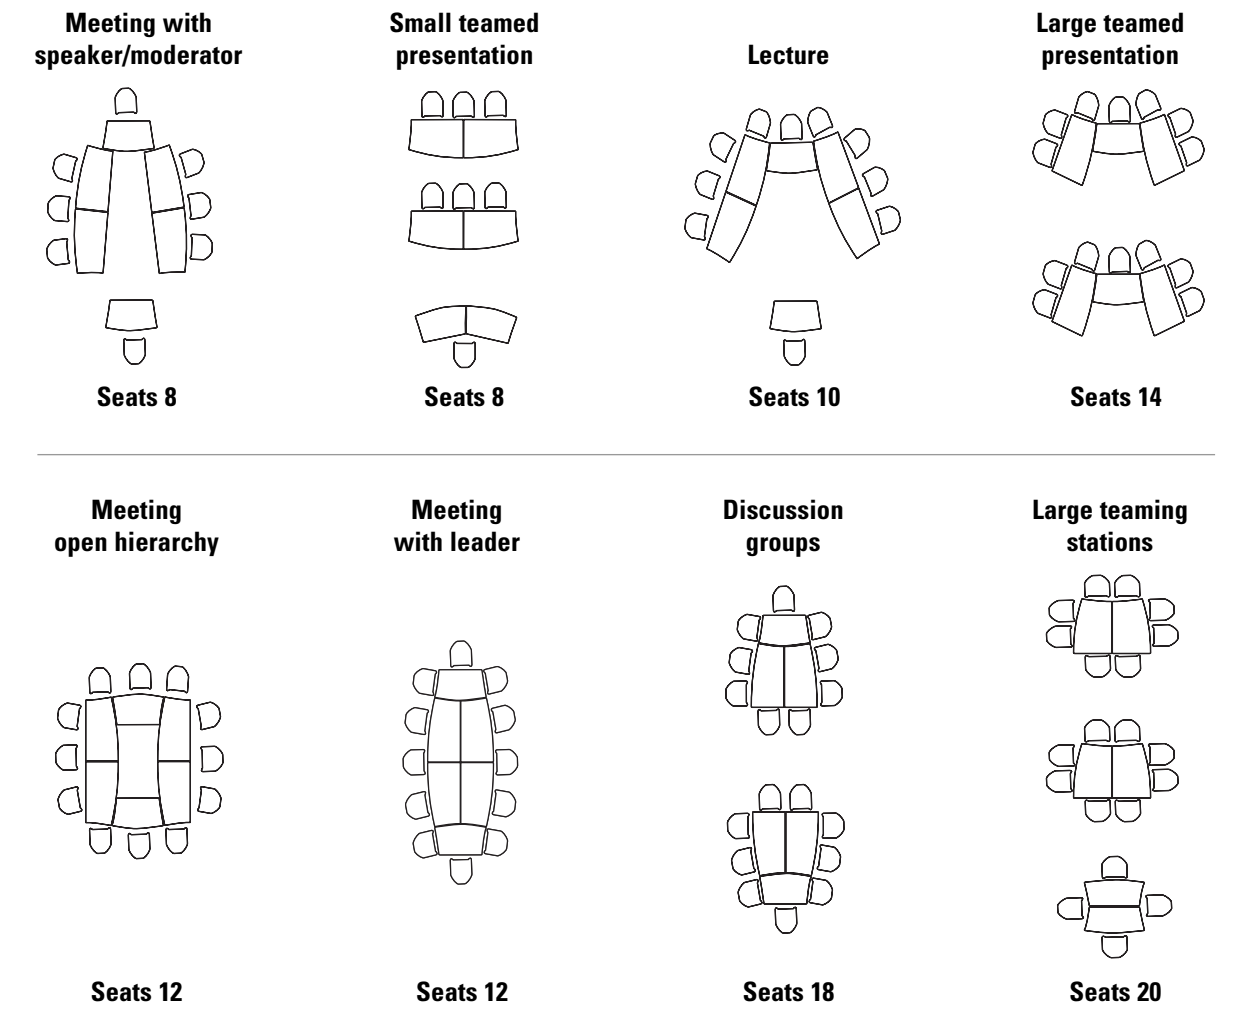 Meeting with
speaker/moderator
Small teamed
presentation
Lecture
Large teamed
presentation
Seats 8
Seats 8
Seats 10
Seats 14
Meeting
open hierarchy
Meeting
with leader
Discussion
groups
Large teaming
stations
Seats 12
Seats 12
Seats 18
Seats 20